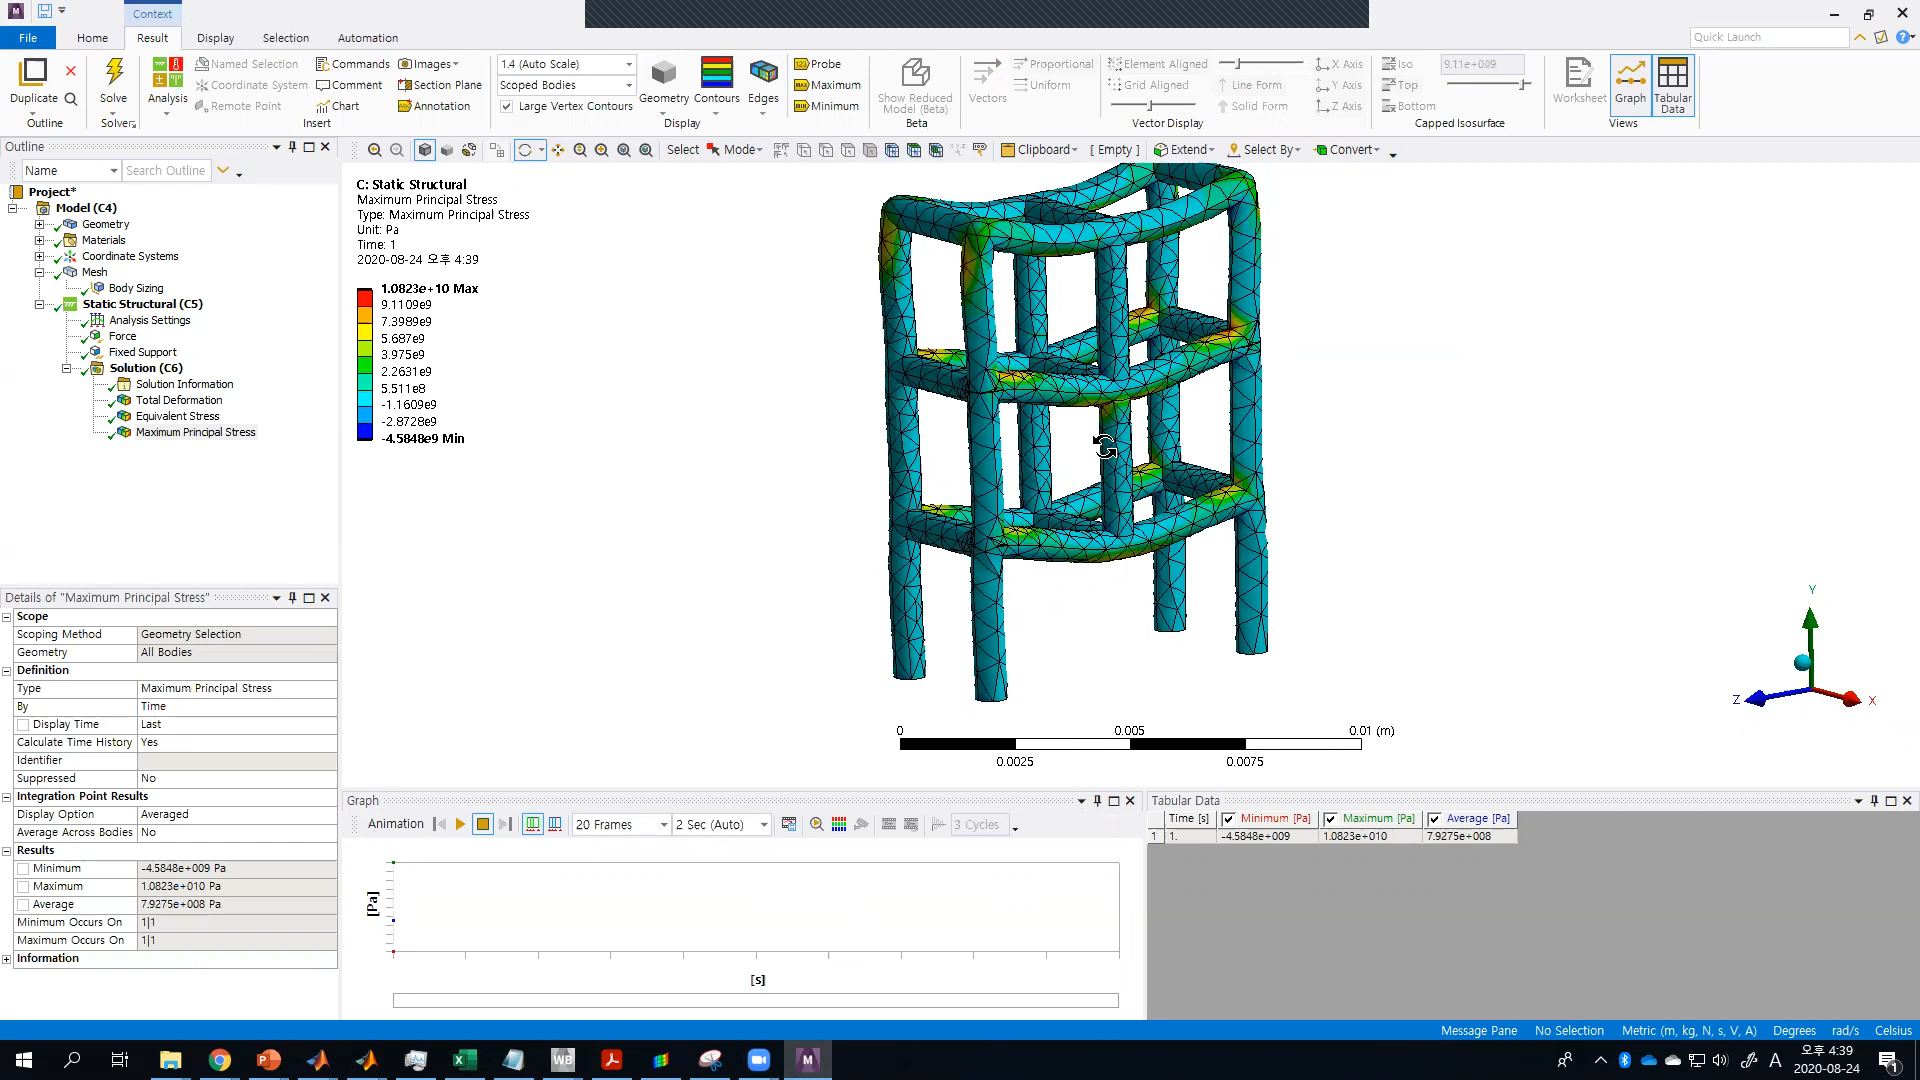 Context
File
Home
Result
Display
Selection
Automation
Quick Launch
Duplicate
Outline
Solve
Solver
Analysis
Named Selection
Coordinate System
Remote Point
Commands
Comment
Chart
Images
Section Plane
Annotation
Insert
1.4 (Auto Scale)
Scoped Bodies
Large Vertex Contours
Geometry
Contours
Edges
Display
Probe
Maximum
Minimum
Show Reduced
Model (Beta)
Beta
Vectors
Proportional
Uniform
Element Aligned
Grid Aligned
Line Form
Solid Form
X Axis
Y Axis
Z Axis
Vector Display
Iso
Top
Bottom
9.11e+009
Capped Isosurface
Worksheet
Graph
Tabular
Data
Views
Outline
Name
Search Outline
Select
Mode
Clipboard
[ Empty ]
Extend
Select By
Convert
Project*
Model (C4)
Geometry
Materials
Coordinate Systems
Mesh
Body Sizing
Static Structural (C5)
Analysis Settings
Force
Fixed Support
Solution (C6)
Solution Information
Total Deformation
Equivalent Stress
Maximum Principal Stress
C: Static Structural
Maximum Principal Stress
Type: Maximum Principal Stress
Unit: Pa
Time: 1
2020-08-24 오후 4:39
1.0823e+10 Max
9.1109e9
7.3989e9
5.687e9
3.975e9
2.2631e9
5.511e8
-1.1609e9
-2.8728e9
-4.5848e9 Min
0
0.005
0.01 (m)
0.0025
0.0075
Y
Z
X
Details of "Maximum Principal Stress"
Scope
Scoping Method
Geometry Selection
Geometry
All Bodies
Definition
Type
Maximum Principal Stress
By
Time
Display Time
Last
Calculate Time History
Yes
Identifier
Suppressed
No
Integration Point Results
Display Option
Averaged
Average Across Bodies
No
Results
Minimum
-4.5848e+009 Pa
Maximum
1.0823e+010 Pa
Average
7.9275e+008 Pa
Minimum Occurs On
1|1
Maximum Occurs On
1|1
Information
Graph
Animation
20 Frames
2 Sec (Auto)
3 Cycles
[Pa]
[s]
Tabular Data
Time [s]
Minimum [Pa]
Maximum [Pa]
Average [Pa]
1
1.
-4.5848e+009
1.0823e+010
7.9275e+008
Message Pane
No Selection
Metric (m, kg, N, s, V, A)
Degrees
rad/s
Celsius
WB
M
A
오후 4:39
2020-08-24
1